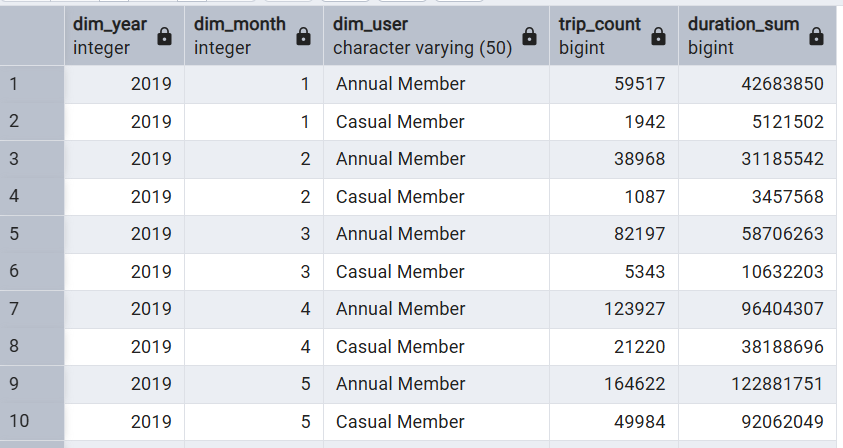 dim_year dim_month dim_user trip_count duration_sum
integer integer character varying (50) bigint bigint
1 2019 1 Annual Member 59517 42683850
2 2019 1 Casual Member 1942 5121502
3 2019 2 Annual Member 38968 31185542
4 2019 2 Casual Member 1087 3457568
5 2019 3 Annual Member 82197 58706263
6 2019 3 Casual Member 5343 10632203
7 2019 4 Annual Member 123927 96404307
8 2019 4 Casual Member 21220 38188696
9 2019 5 Annual Member 164622 122881751
10 2019 5 Casual Member 49984 92062049